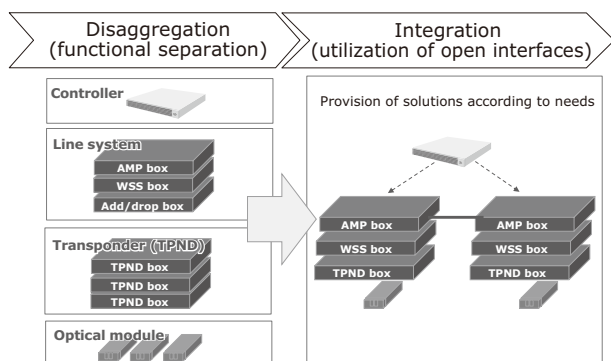 Disaggregation
(functional separation)
Integration
(utilization of open interfaces)
Controller
Line system
AMP box
WSS box
Add/drop box
Transponder (TPND)
TPND box
TPND box
TPND box
Optical module
Provision of solutions according to needs
AMP box
WSS box
TPND box
AMP box
WSS box
TPND box